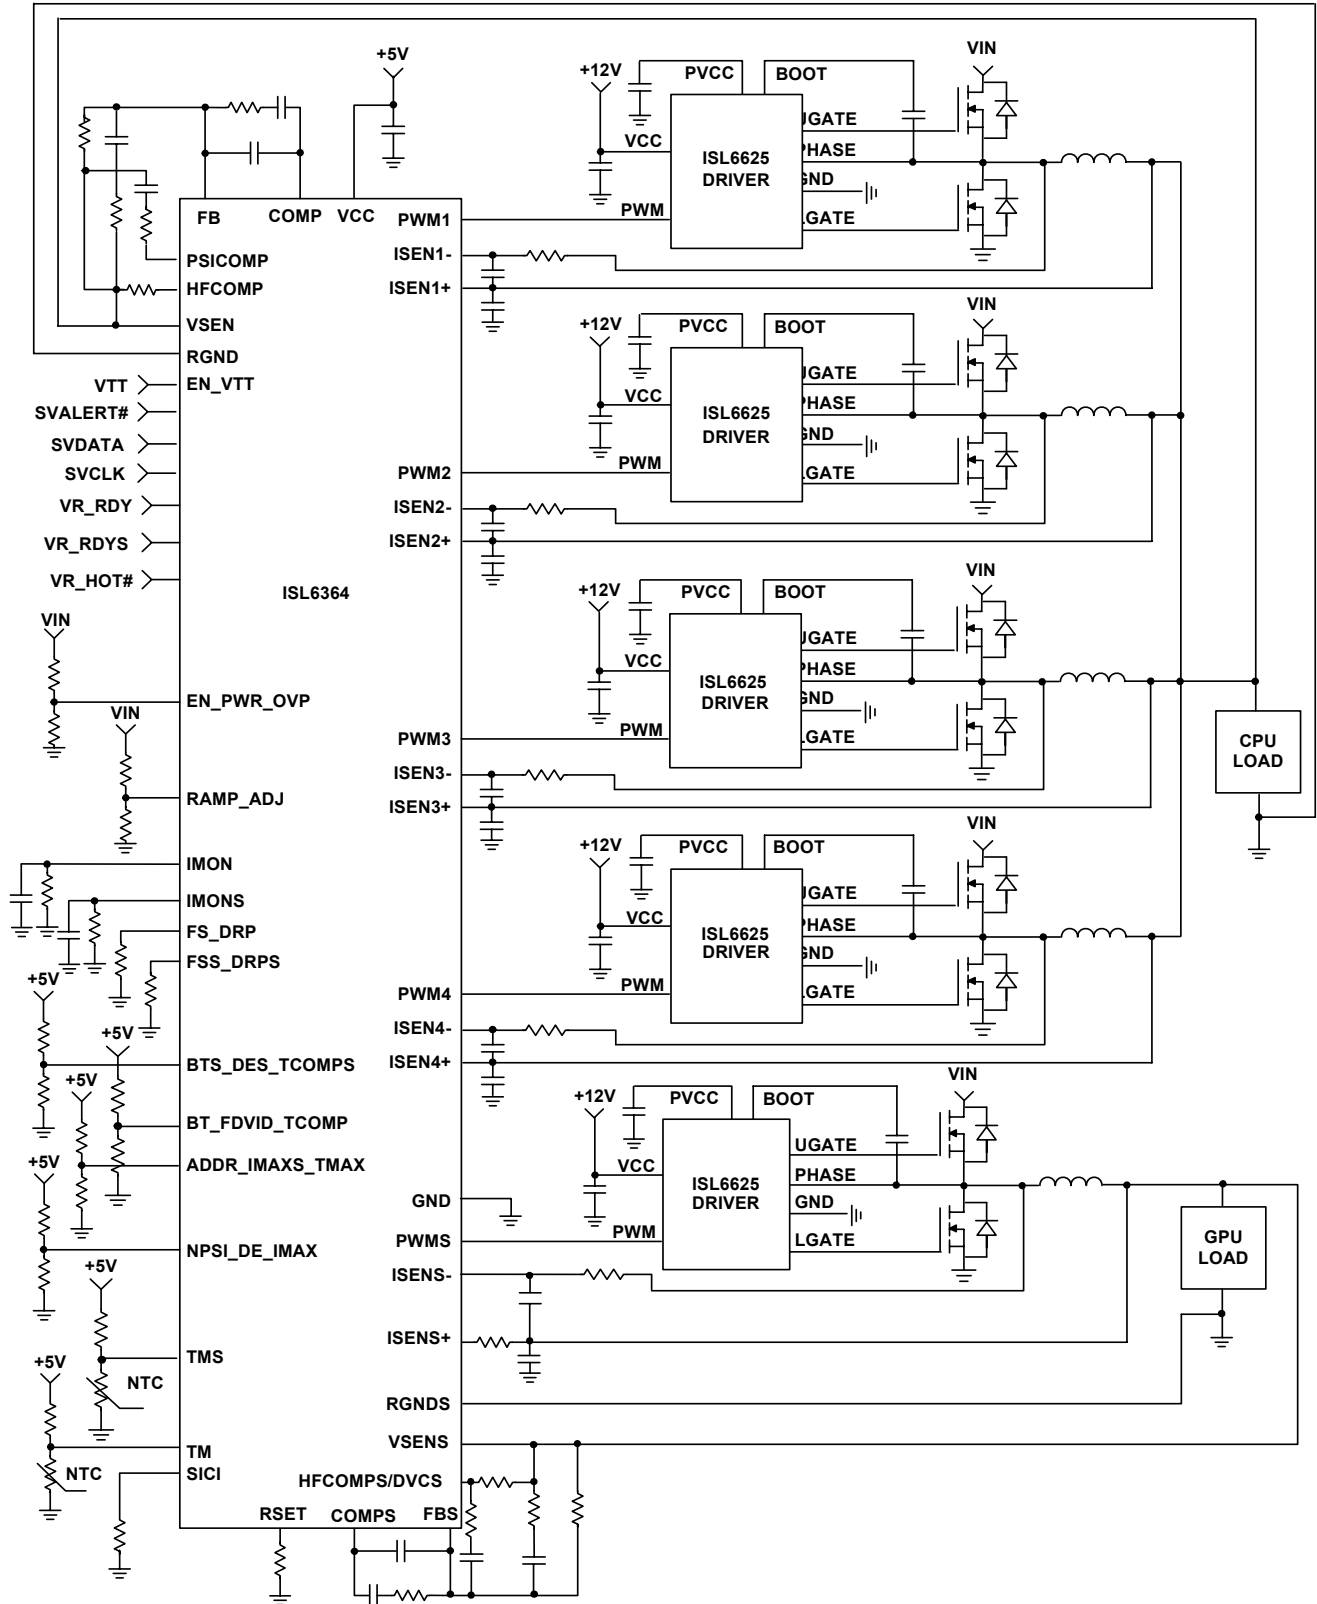 +5V
FB
COMP
VCC
PSICOMP
HFCOMP
VSEN
RGND
VTT
EN_VTT
SVALERT#
SVDATA
SVCLK
VR_RDY
VR_RDYS
VR_HOT#
ISL6364
VIN
EN_PWR_OVP
VIN
RAMP_ADJ
IMON
IMONS
FS_DRP
FSS_DRPS
+5V
BTS_DES_TCOMPS
+5V
BT_FDVID_TCOMP
+5V
ADDR_IMAXS_TMAX
+5V
NPSI_DE_IMAX
+5V
TMS
NTC
+5V
TM
NTC
SICI
RSET
COMPS
FBS
HFCOMPS/DVCS
PWM1
ISEN1-
ISEN1+
PWM2
ISEN2-
ISEN2+
PWM3
ISEN3-
ISEN3+
PWM4
ISEN4-
ISEN4+
GND
PWMS
ISENS-
ISENS+
RGNDS
VSENS
+12V
PVCC
BOOT
VIN
VCC
PWM
ISL6625
DRIVER
UGATE
PHASE
GND
LGATE
+12V
PVCC
BOOT
VIN
VCC
PWM
ISL6625
DRIVER
UGATE
PHASE
GND
LGATE
+12V
PVCC
BOOT
VIN
VCC
PWM
ISL6625
DRIVER
UGATE
PHASE
GND
LGATE
CPU
LOAD
+12V
PVCC
BOOT
VIN
VCC
PWM
ISL6625
DRIVER
UGATE
PHASE
GND
LGATE
+12V
PVCC
BOOT
VIN
VCC
PWM
ISL6625
DRIVER
UGATE
PHASE
GND
LGATE
GPU
LOAD